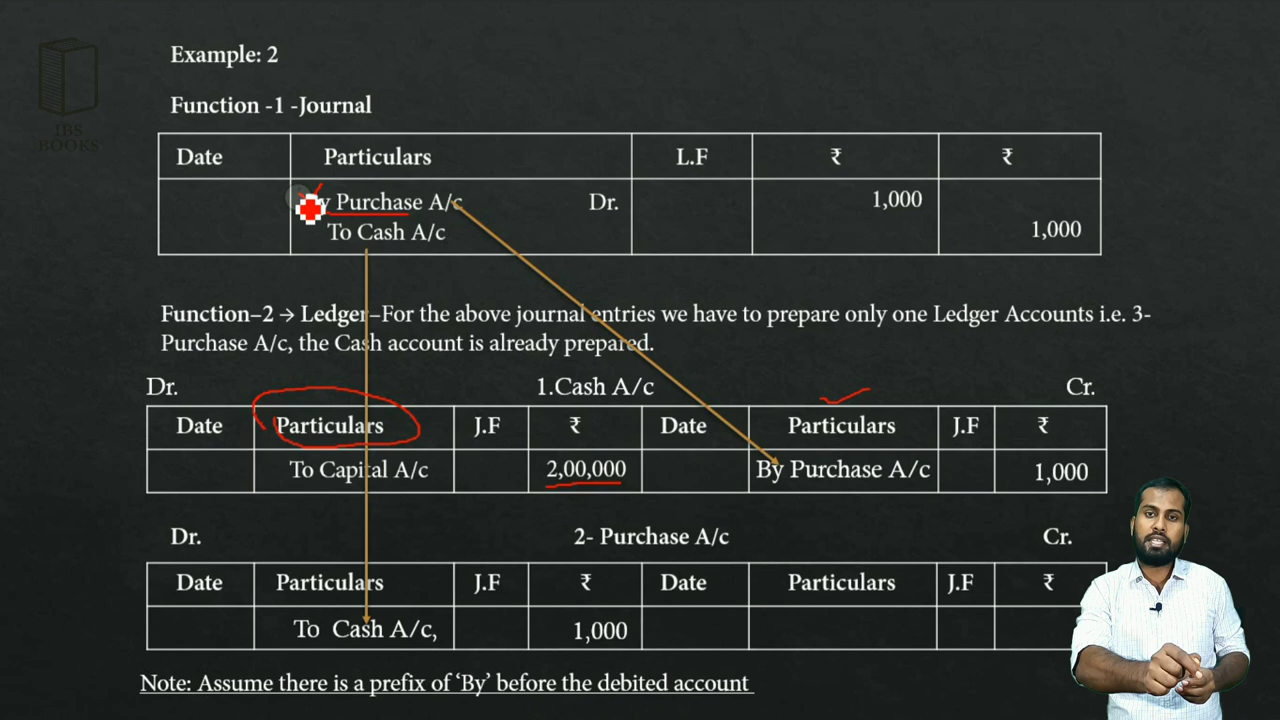 IBS
BOOKS
Example: 2
Function -1 -Journal
Date Particulars L.F ₹ ₹
By Purchase A/c Dr. 1,000
To Cash A/c 1,000
Function–2 → Ledger–For the above journal entries we have to prepare only one Ledger Accounts i.e. 3-
Purchase A/c, the Cash account is already prepared.
Dr. 1.Cash A/c Cr.
Date Particulars J.F ₹ Date Particulars J.F ₹
To Capital A/c 2,00,000 By Purchase A/c 1,000
Dr. 2- Purchase A/c Cr.
Date Particulars J.F ₹ Date Particulars J.F ₹
To Cash A/c, 1,000
Note: Assume there is a prefix of ‘By’ before the debited account